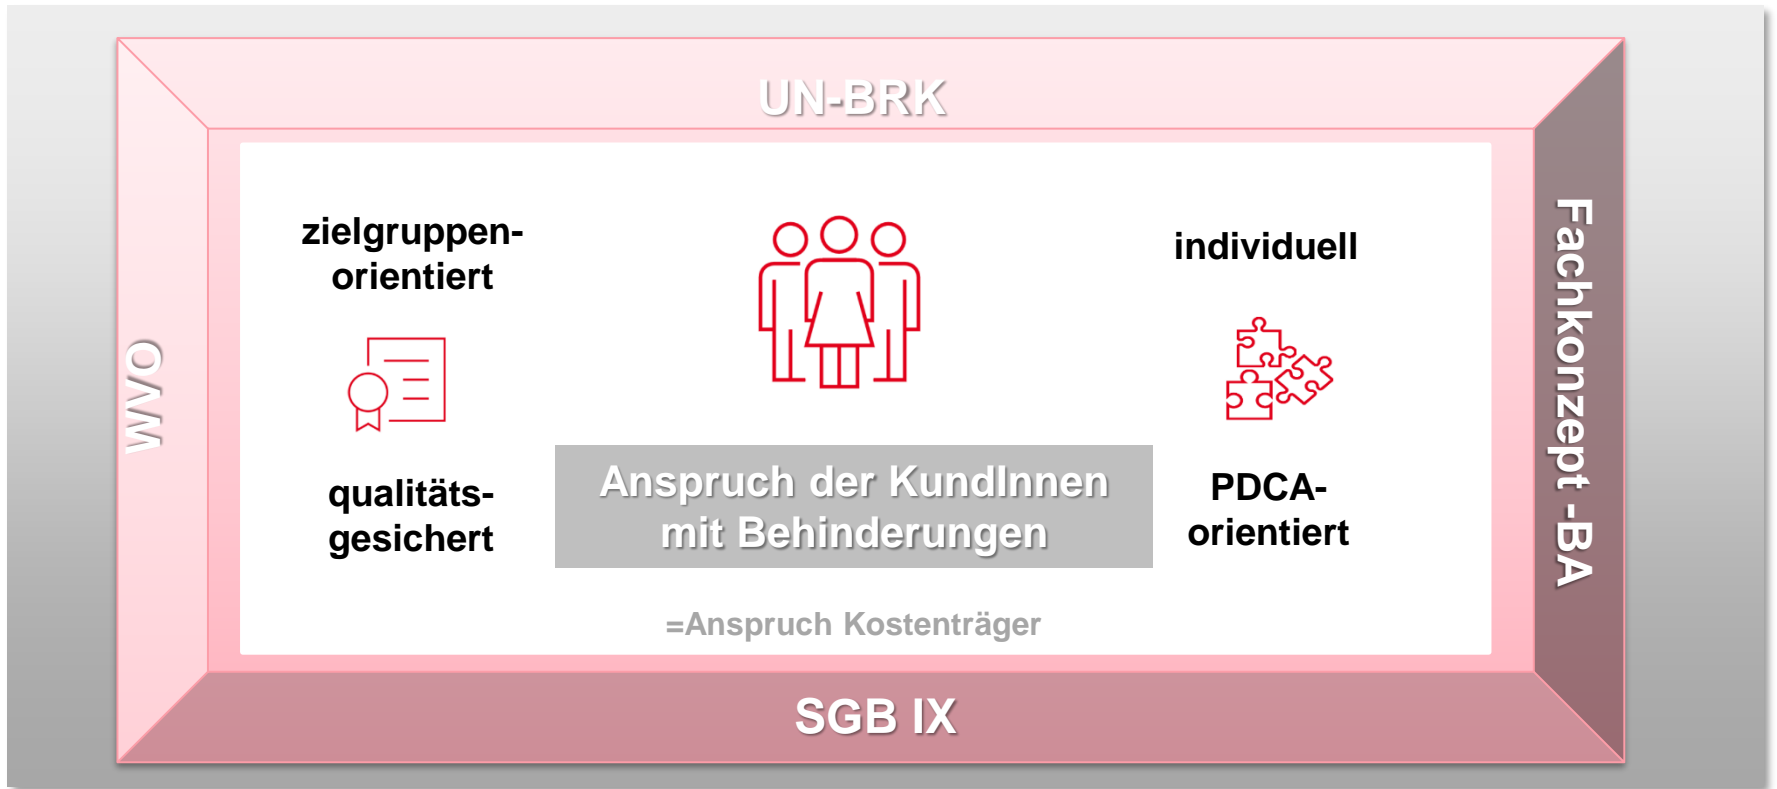 UN-BRK
WVO
zielgruppen-
orientiert
individuell
qualitäts-
gesichert
Anspruch der KundInnen
mit Behinderungen
PDCA-
orientiert
=Anspruch Kostenträger
Fachkonzept -BA
SGB IX